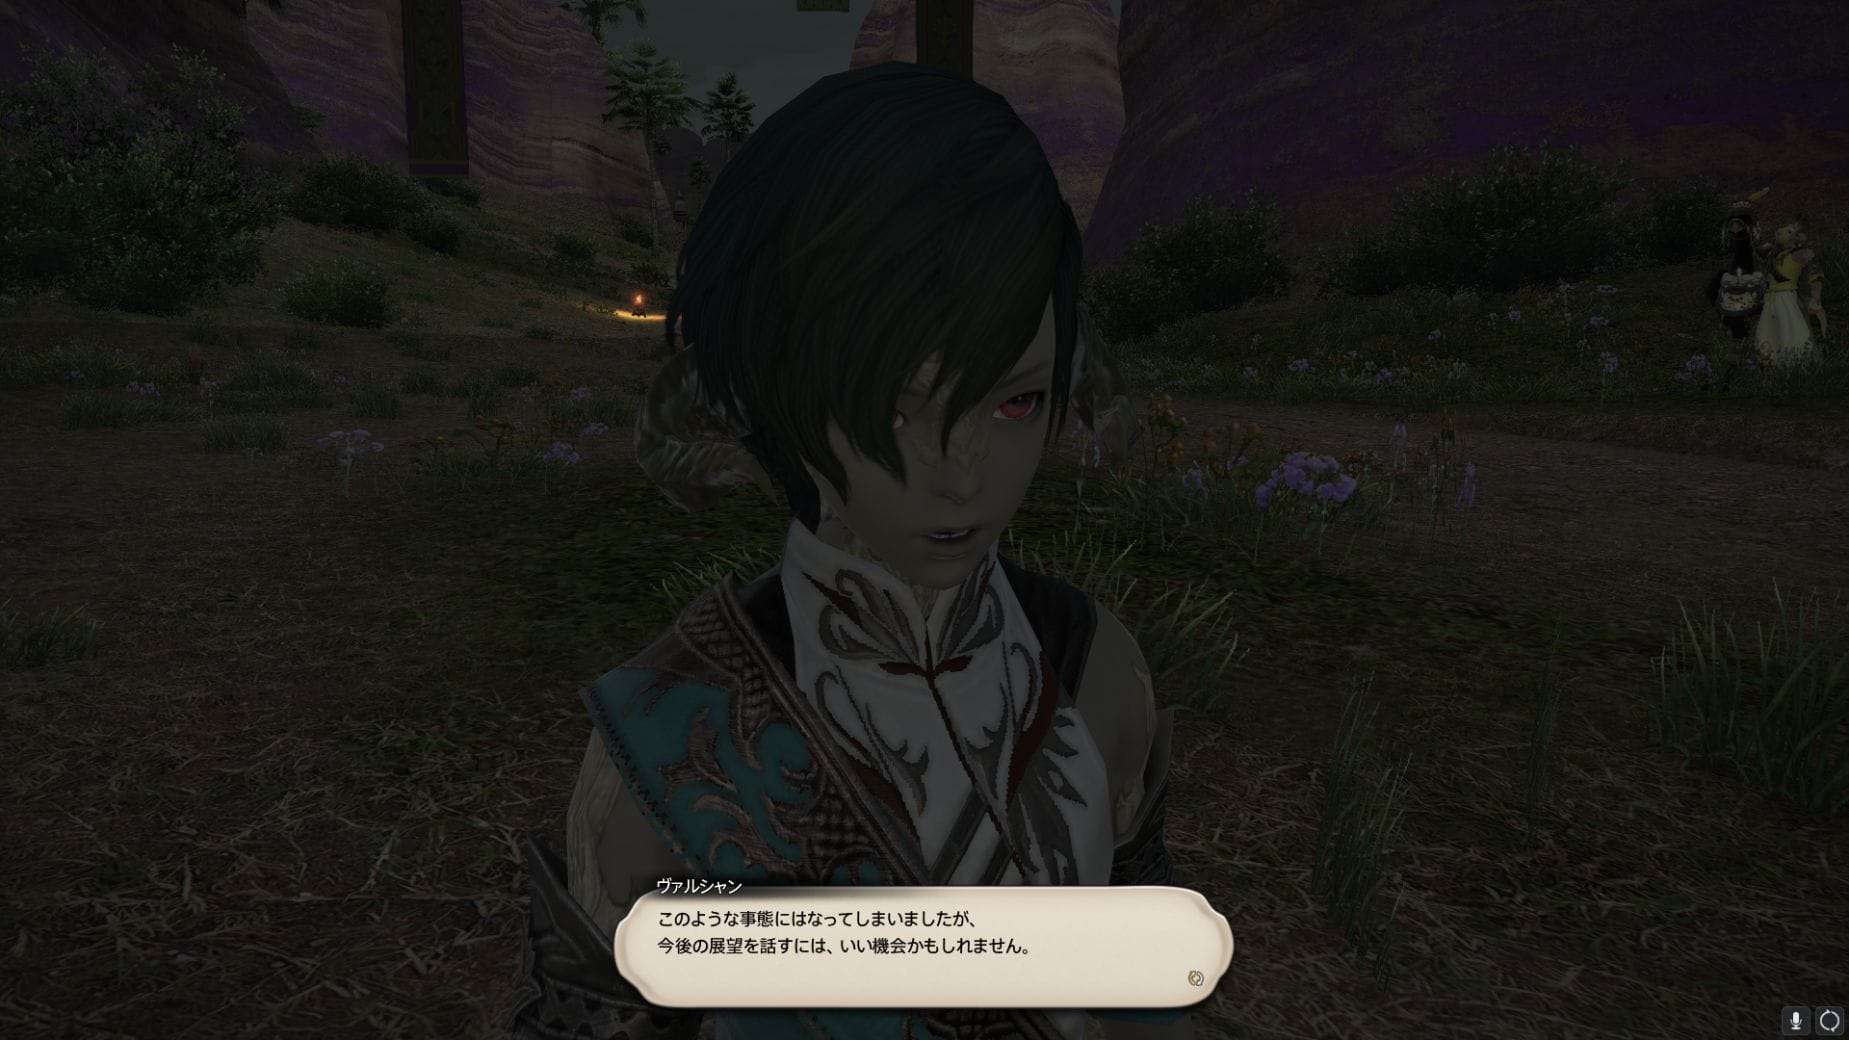 ヴァルシャン
このような事態にはなってしまいましたが、
今後の展望を話すには、いい機会かもしれません。